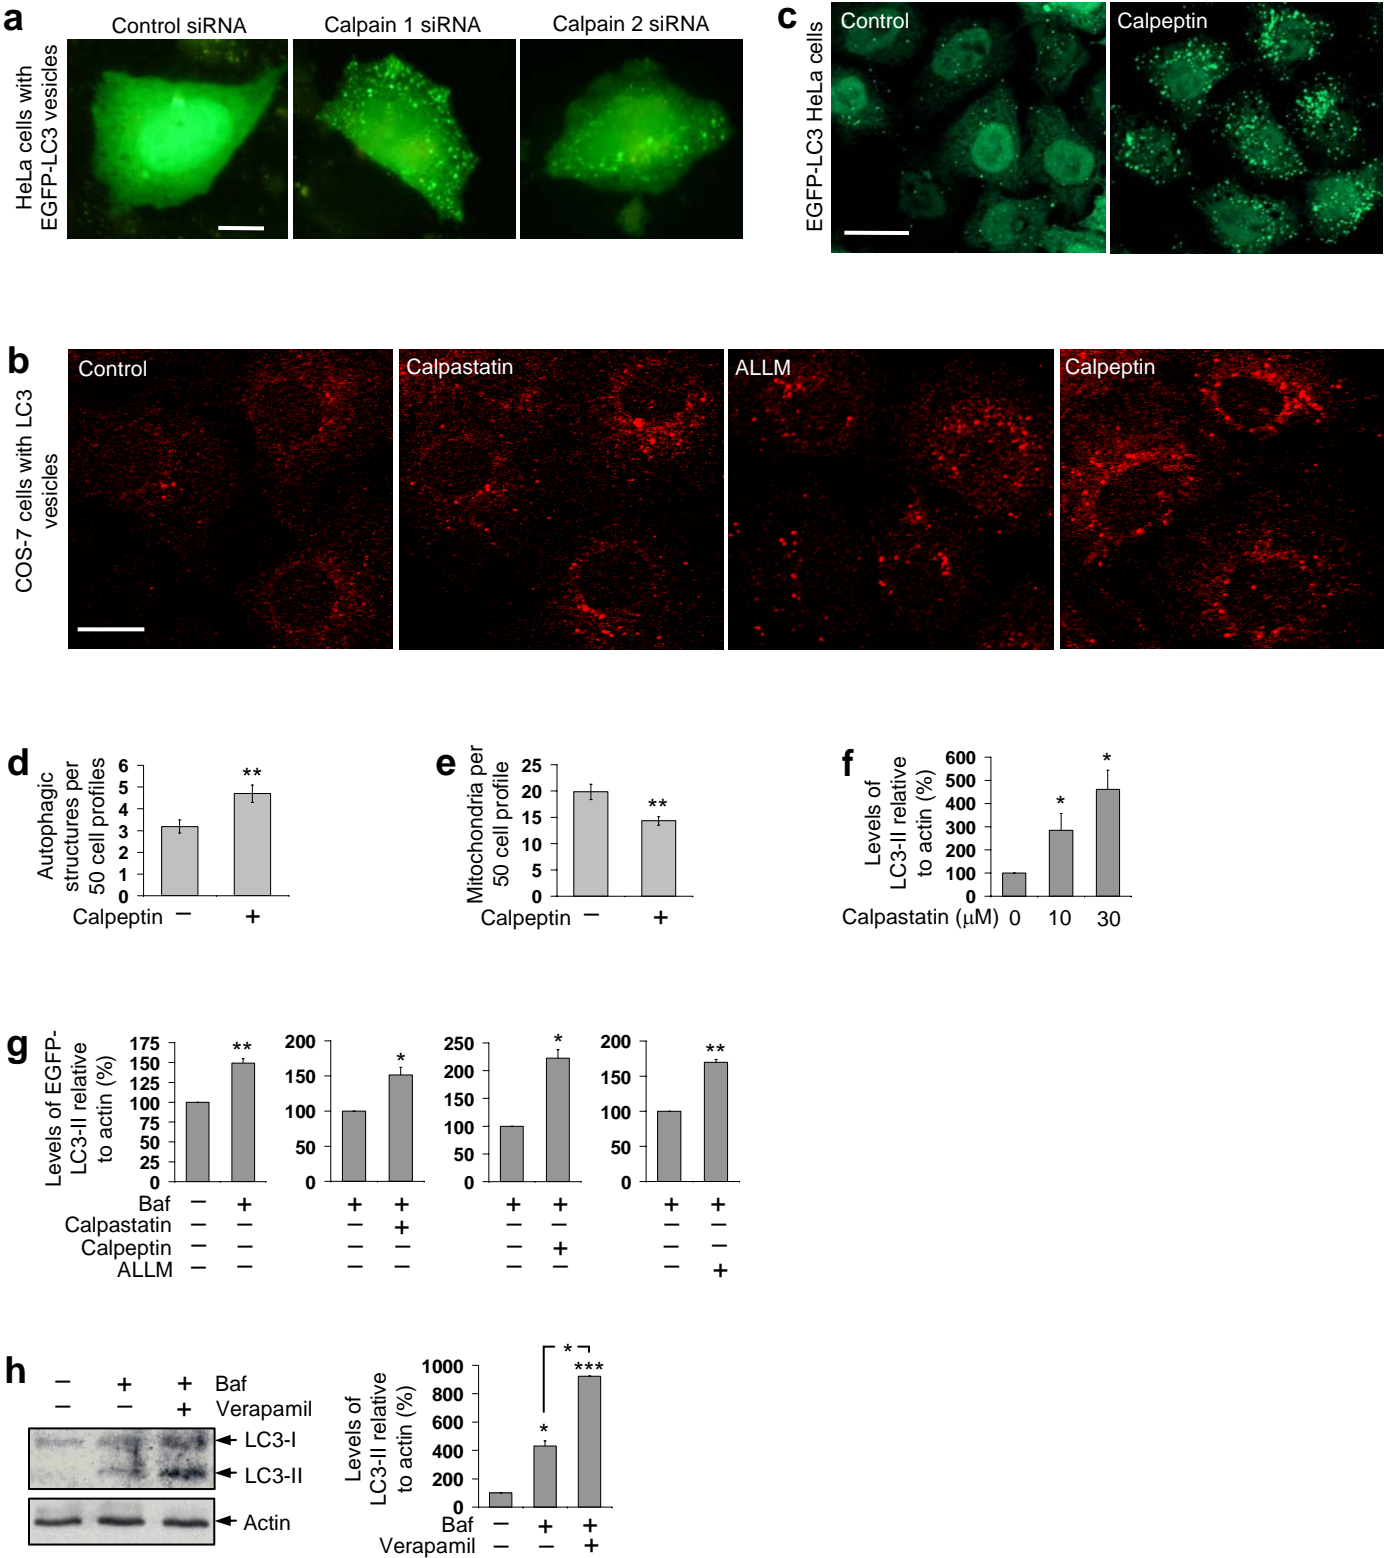 a
Control siRNA
Calpain 1 siRNA
Calpain 2 siRNA
HeLa cells with
EGFP-LC3 vesicles
c
Control
Calpeptin
EGFP-LC3 HeLa cells
b
Control
Calpastatin
ALLM
Calpeptin
COS-7 cells with LC3
vesicles
d
Autophagic
structures per
50 cell profiles
6
5
4
3
2
1
0
**
Calpeptin − +
e
Mitochondria per
50 cell profile
25
20
15
10
5
0
**
Calpeptin − +
f
Levels of
LC3-II relative
to actin (%)
600
500
400
300
200
100
0
* *
Calpastatin (μM) 0 10 30
g
Levels of EGFP-
LC3-II relative
to actin (%)
175
150
125
100
75
50
25
0
**
200
150
100
50
0
*
250
200
150
100
50
0
*
200
150
100
50
0
**
Baf − + + + + + + +
Calpastatin − − − + − − − −
Calpeptin − − − − − + − −
ALLM − − − − − − − +
h
− + + Baf
− − + Verapamil
LC3-I
LC3-II
Actin
Levels of
LC3-II relative
to actin (%)
1000
800
600
400
200
0
*
***
*
Baf − + +
Verapamil − − +